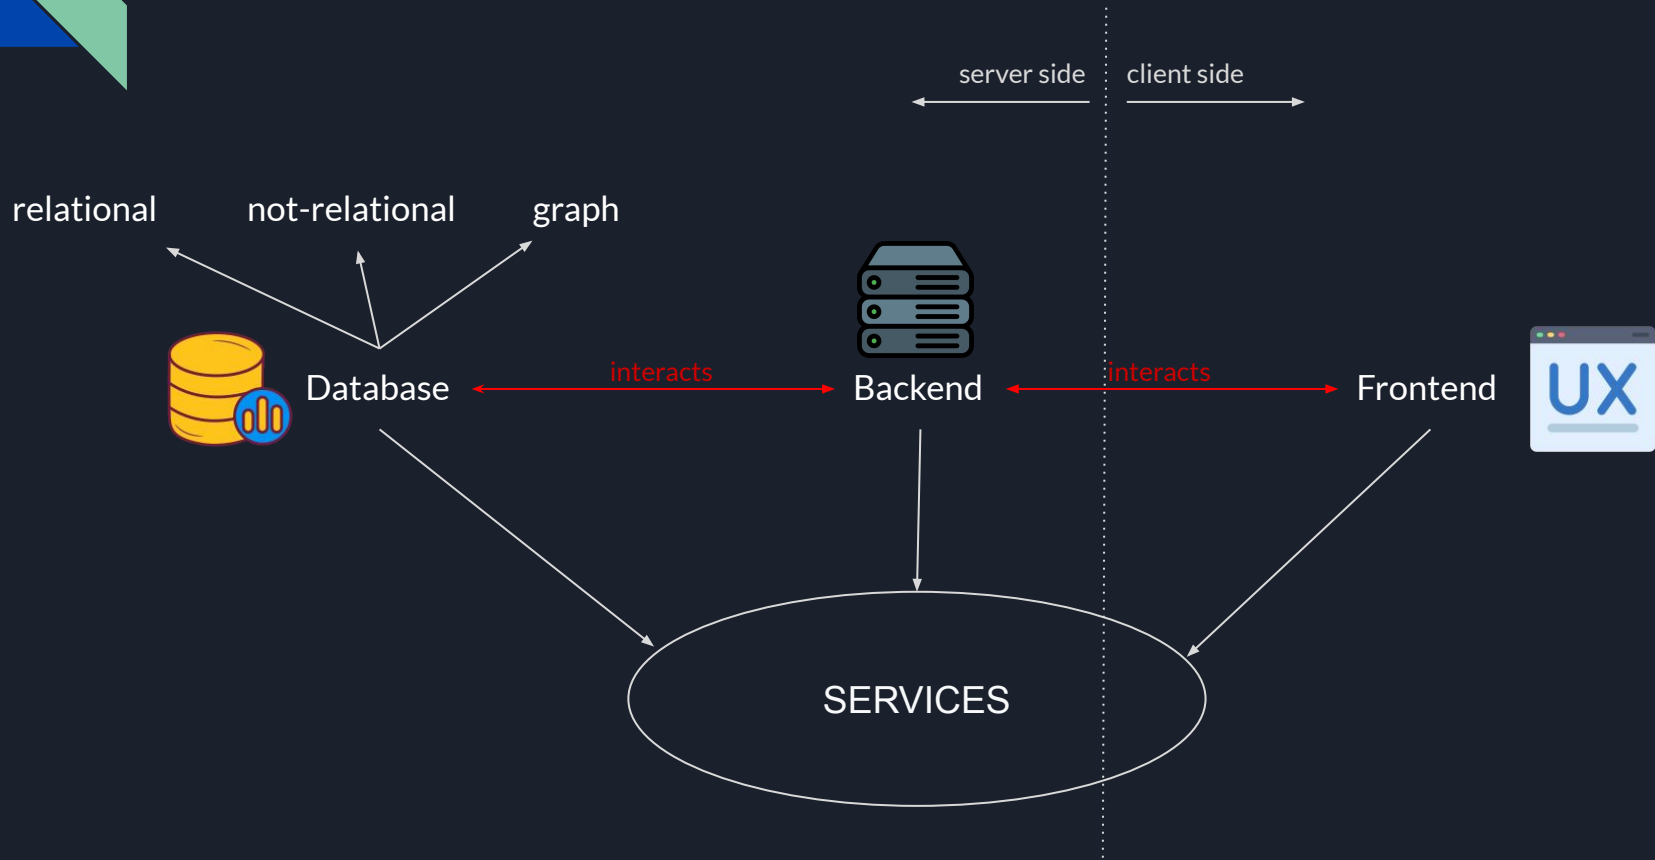 server side
client side
relational
not-relational
graph
interacts
interacts
Database
Backend
Frontend
UX
SERVICES